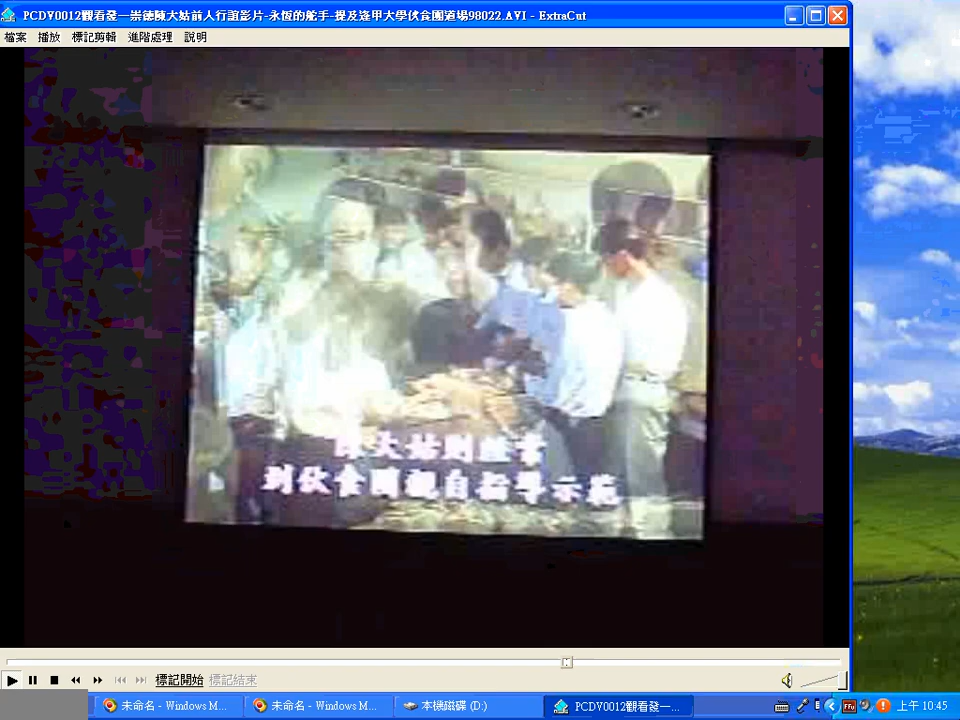 PCDV0012觀看發一崇德陳大姑前人行誼影片-永恆的舵手-提及逢甲大學伙食團道場98022.AVI - ExtraCut
檔案 播放 標記剪輯 進階處理 說明
陳大姑則經常
到伙食團親自指導示範
標記開始 標記結束
未命名 - Windows M...
未命名 - Windows M...
本機磁碟 (D:)
PCDV0012觀看發一...
上午 10:45